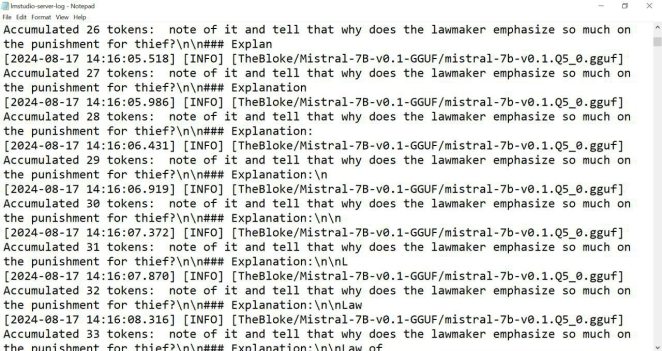 lmstudio-server-log - Notepad
File Edit Format View Help
Accumulated 26 tokens:  note of it and tell that why does the lawmaker emphasize so much on
the punishment for thief?\n\n### Explan
[2024-08-17 14:16:05.518] [INFO] [TheBloke/Mistral-7B-v0.1-GGUF/mistral-7b-v0.1.Q5_0.gguf]
Accumulated 27 tokens:  note of it and tell that why does the lawmaker emphasize so much on
the punishment for thief?\n\n### Explanation
[2024-08-17 14:16:05.986] [INFO] [TheBloke/Mistral-7B-v0.1-GGUF/mistral-7b-v0.1.Q5_0.gguf]
Accumulated 28 tokens:  note of it and tell that why does the lawmaker emphasize so much on
the punishment for thief?\n\n### Explanation:
[2024-08-17 14:16:06.431] [INFO] [TheBloke/Mistral-7B-v0.1-GGUF/mistral-7b-v0.1.Q5_0.gguf]
Accumulated 29 tokens:  note of it and tell that why does the lawmaker emphasize so much on
the punishment for thief?\n\n### Explanation:\n
[2024-08-17 14:16:06.919] [INFO] [TheBloke/Mistral-7B-v0.1-GGUF/mistral-7b-v0.1.Q5_0.gguf]
Accumulated 30 tokens:  note of it and tell that why does the lawmaker emphasize so much on
the punishment for thief?\n\n### Explanation:\n\n
[2024-08-17 14:16:07.372] [INFO] [TheBloke/Mistral-7B-v0.1-GGUF/mistral-7b-v0.1.Q5_0.gguf]
Accumulated 31 tokens:  note of it and tell that why does the lawmaker emphasize so much on
the punishment for thief?\n\n### Explanation:\n\nL
[2024-08-17 14:16:07.870] [INFO] [TheBloke/Mistral-7B-v0.1-GGUF/mistral-7b-v0.1.Q5_0.gguf]
Accumulated 32 tokens:  note of it and tell that why does the lawmaker emphasize so much on
the punishment for thief?\n\n### Explanation:\n\nLaw
[2024-08-17 14:16:08.316] [INFO] [TheBloke/Mistral-7B-v0.1-GGUF/mistral-7b-v0.1.Q5_0.gguf]
Accumulated 33 tokens:  note of it and tell that why does the lawmaker emphasize so much on
the punishment for thief?\n\n### Explanation:\n\nLaw of